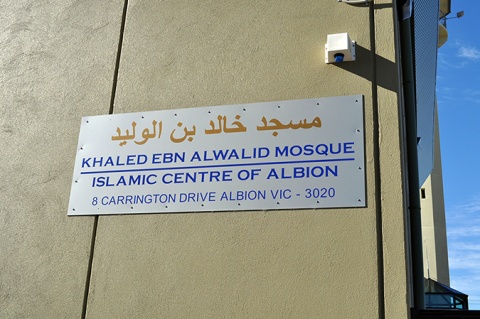 مسجد خالد بن الوليد
KHALED EBN ALWALID MOSQUE
ISLAMIC CENTRE OF ALBION
8 CARRINGTON DRIVE ALBION VIC - 3020